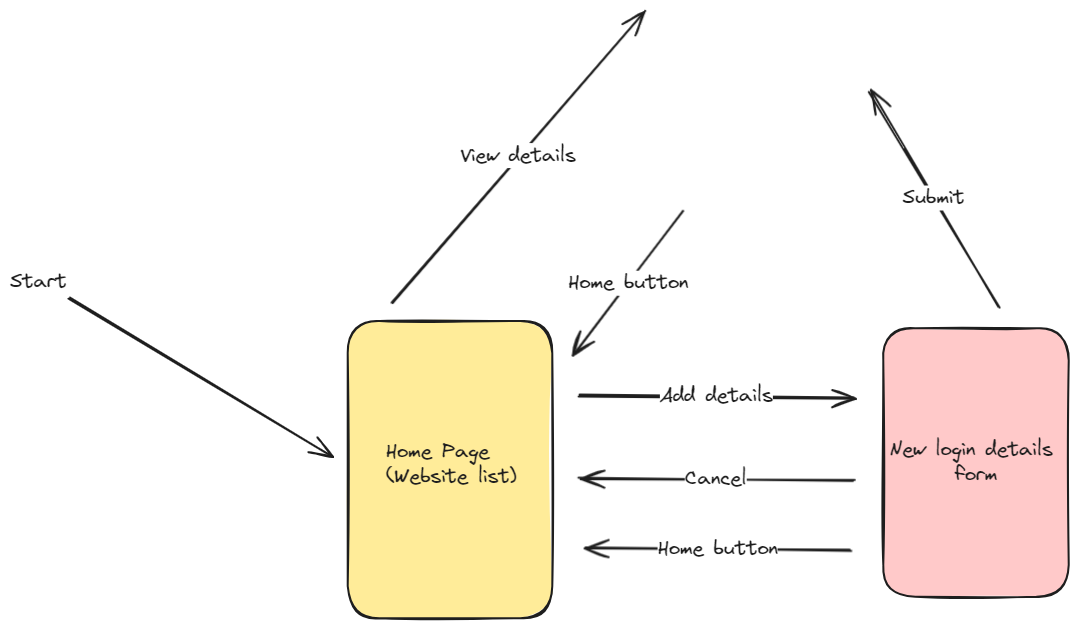 View details
Submit
Start
Home button
Add details
Home Page
(Website list)
New login details
form
Cancel
Home button